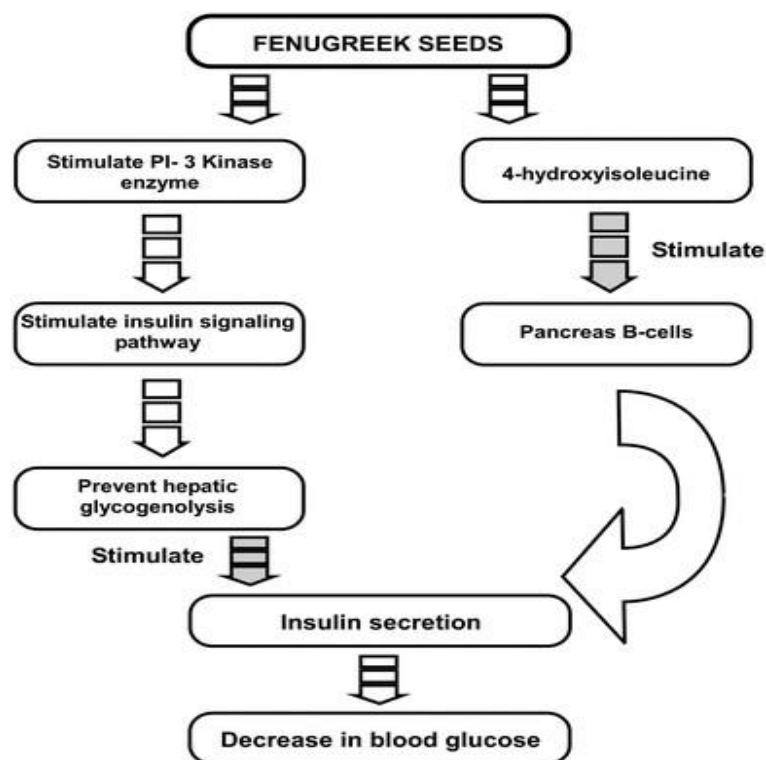 FENUGREEK SEEDS
Stimulate PI- 3 Kinase
enzyme
4-hydroxyisoleucine
Stimulate
Stimulate insulin signaling
pathway
Pancreas B-cells
Prevent hepatic
glycogenolysis
Stimulate
Insulin secretion
Decrease in blood glucose